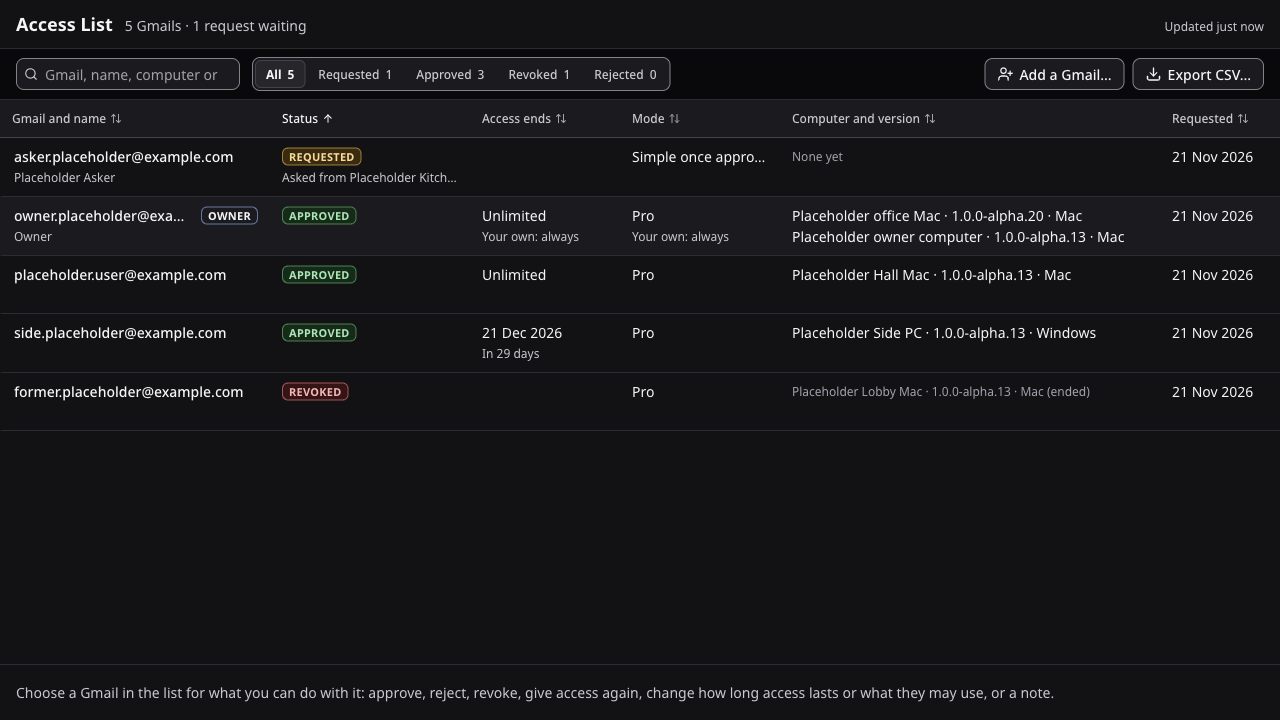 Access List 5 Gmails · 1 request waiting
Updated just now
Gmail, name, computer or
All 5 Requested 1 Approved 3 Revoked 1 Rejected 0
Add a Gmail... Export CSV...
Gmail and name Status Access ends Mode Computer and version Requested
asker.placeholder@example.com REQUESTED Simple once appro... None yet 21 Nov 2026
Placeholder Asker Asked from Placeholder Kitch...
owner.placeholder@exa... OWNER APPROVED Unlimited Pro Placeholder office Mac · 1.0.0-alpha.20 · Mac 21 Nov 2026
Owner Your own: always Your own: always Placeholder owner computer · 1.0.0-alpha.13 · Mac
placeholder.user@example.com APPROVED Unlimited Pro Placeholder Hall Mac · 1.0.0-alpha.13 · Mac 21 Nov 2026
side.placeholder@example.com APPROVED 21 Dec 2026 Pro Placeholder Side PC · 1.0.0-alpha.13 · Windows 21 Nov 2026
In 29 days
former.placeholder@example.com REVOKED Pro Placeholder Lobby Mac · 1.0.0-alpha.13 · Mac (ended) 21 Nov 2026
Choose a Gmail in the list for what you can do with it: approve, reject, revoke, give access again, change how long access lasts or what they may use, or a note.